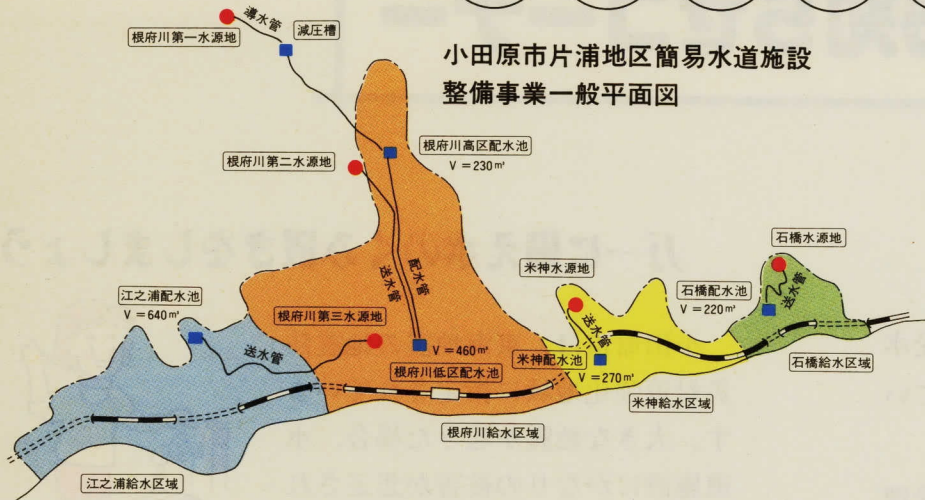 小田原市片浦地区簡易水道施設
整備事業一般平面図
根府川第一水源地
導水管
減圧槽
根府川高区配水池
V=230㎥
根府川第二水源地
配水管
送水管
石橋水源地
送水管
石橋配水池
V=220㎥
米神水源地
送水管
江之浦配水池
V=640㎥
送水管
根府川第三水源地
V=460㎥
根府川低区配水池
米神配水池
V=270㎥
石橋給水区域
米神給水区域
根府川給水区域
江之浦給水区域